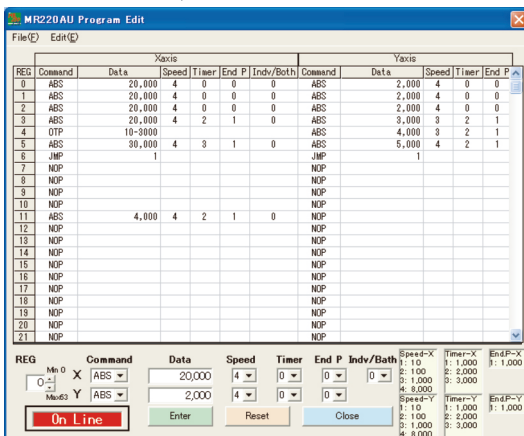 MR220AU Program Edit
File(F) Edit(E)
Xaxis Yaxis
REG Command Data Speed Timer End P Indv/Both Command Data Speed Timer End P
0 ABS 20,000 4 0 0 0 ABS 2,000 4 0 0
1 ABS 20,000 4 0 0 0 ABS 2,000 4 0 0
2 ABS 20,000 4 0 0 0 ABS 2,000 4 0 0
3 ABS 20,000 4 2 1 0 ABS 3,000 3 2 1
4 OTP 10-3000 ABS 4,000 3 2 1
5 ABS 30,000 4 3 1 0 ABS 5,000 4 2 1
6 JMP 1 JMP 1
7 NOP NOP
8 NOP NOP
9 NOP NOP
10 NOP NOP
11 ABS 4,000 4 2 1 0 NOP
12 NOP NOP
13 NOP NOP
14 NOP NOP
15 NOP NOP
16 NOP NOP
17 NOP NOP
18 NOP NOP
19 NOP NOP
20 NOP NOP
21 NOP NOP
REG Command Data Speed Timer End P Indv/Bath
Min 0 X ABS 20,000 4 0 0 0
0
Max63 Y ABS 2,000 4 0 0
On Line Enter Reset Close
Speed-X Timer-X End.P-X
1: 10 1: 1,000 1: 1,000
2: 100 2: 2,000
3: 1,000 3: 3,000
4: 8,000
Speed-Y Timer-Y End.P-Y
1: 10 1: 1,000 1: 1,000
2: 100 2: 2,000
3: 1,000 3: 3,000
4: 8,000